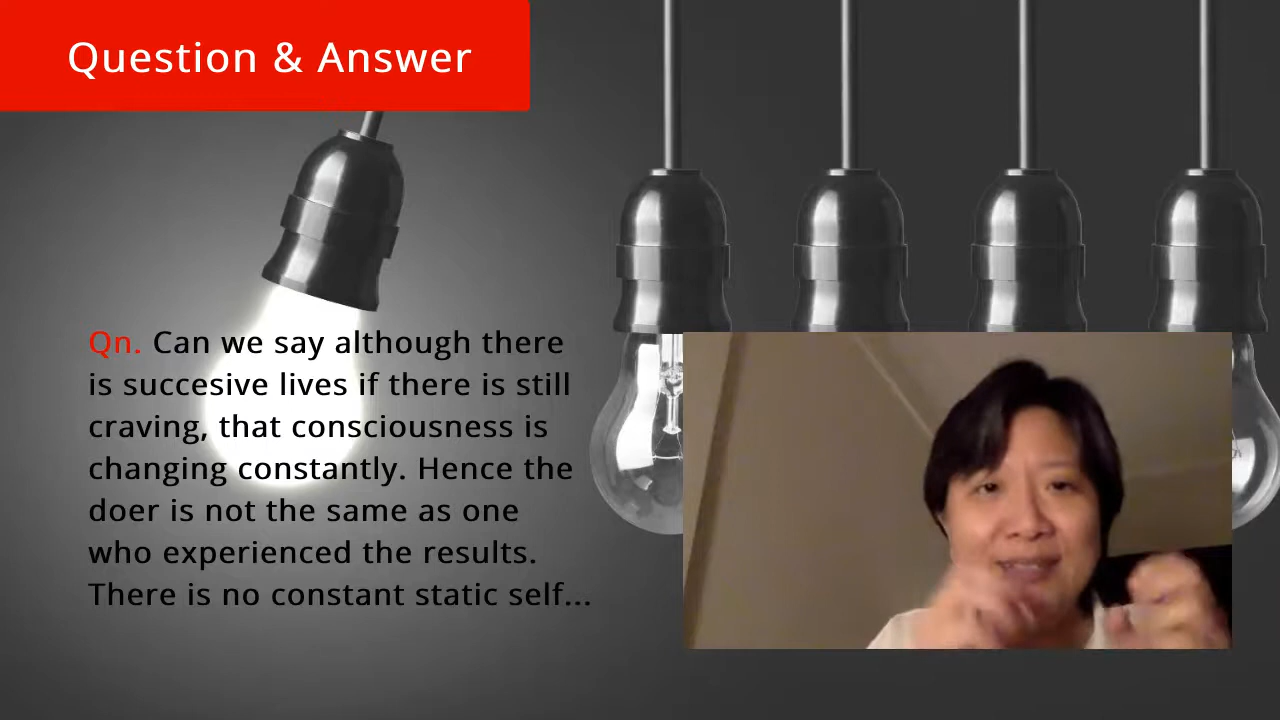 Question & Answer
Qn. Can we say although there
is succesive lives if there is still
craving, that consciousness is
changing constantly. Hence the
doer is not the same as one
who experienced the results.
There is no constant static self...